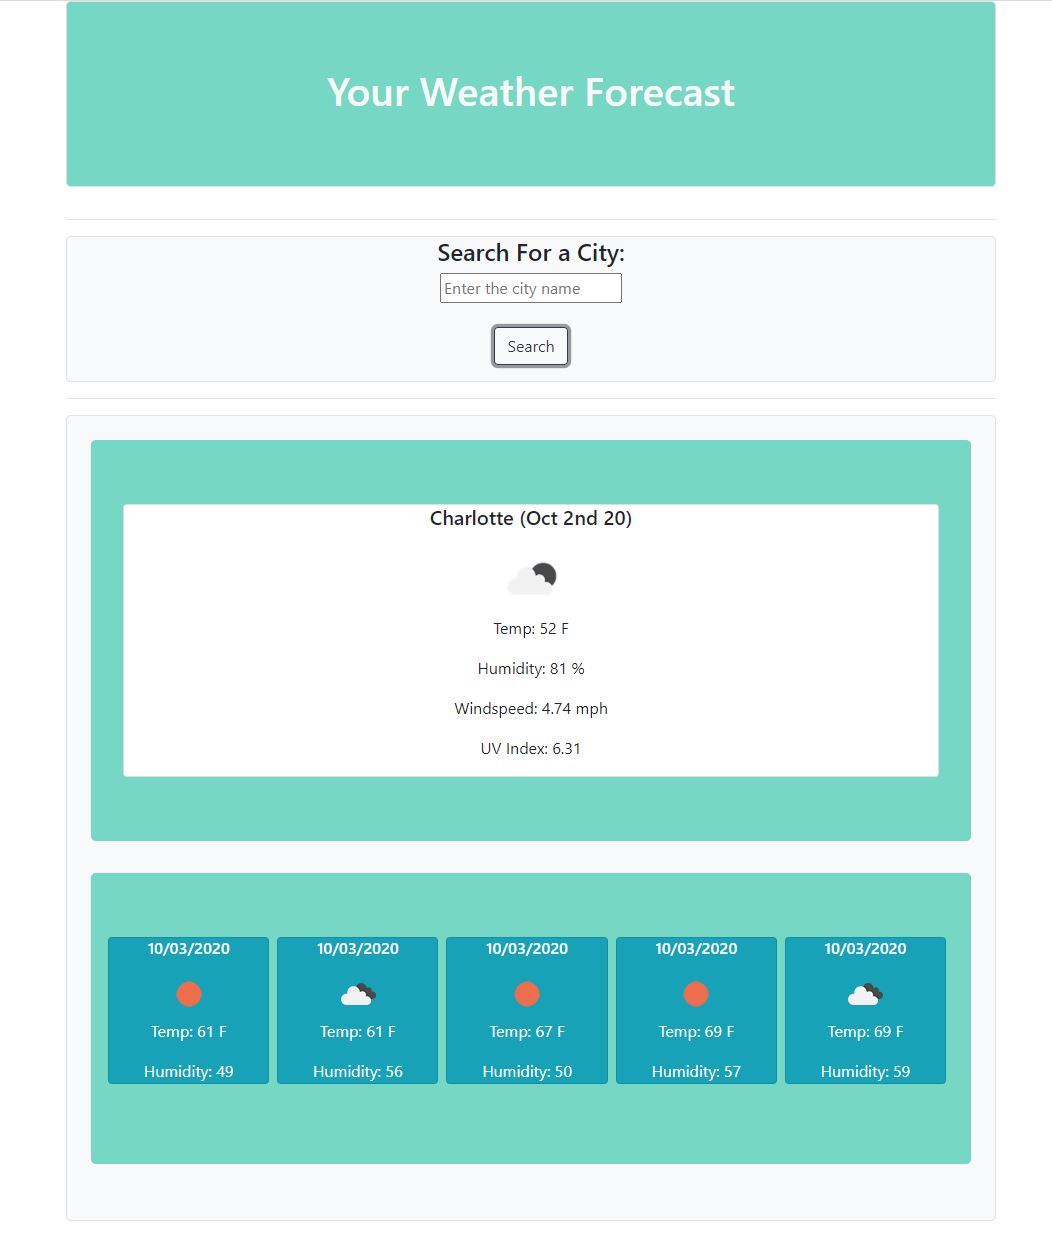 Your Weather Forecast
Search For a City:
Enter the city name
Search
Charlotte (Oct 2nd 20)
Temp: 52 F
Humidity: 81 %
Windspeed: 4.74 mph
UV Index: 6.31
10/03/2020 10/03/2020 10/03/2020 10/03/2020 10/03/2020
Temp: 61 F Temp: 61 F Temp: 67 F Temp: 69 F Temp: 69 F
Humidity: 49 Humidity: 56 Humidity: 50 Humidity: 57 Humidity: 59